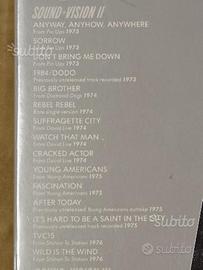 SOUND+VISION II
ANYWAY, ANYHOW, ANYWHERE
From Pin Ups 1973
SORROW
From Pin Ups 1973
DON'T BRING ME DOWN
From Pin Ups 1973
1984/DODO
Previously unreleased track recorded 1973
BIG BROTHER
From Diamond Dogs 1974
REBEL REBEL
Rare single version 1974
SUFFRAGETTE CITY
From David Live 1974
WATCH THAT MAN
From David Live 1974
CRACKED ACTOR
From David Live 1974
YOUNG AMERICANS
From Young Americans 1975
FASCINATION
From Young Americans 1975
AFTER TODAY
Previously unreleased Young Americans outtake 1975
IT'S HARD TO BE A SAINT IN THE CITY
Previously unreleased track recorded 1975
TVC15
From Station To Station 1976
WILD IS THE WIND
From Station To Station 1976
subito
subito